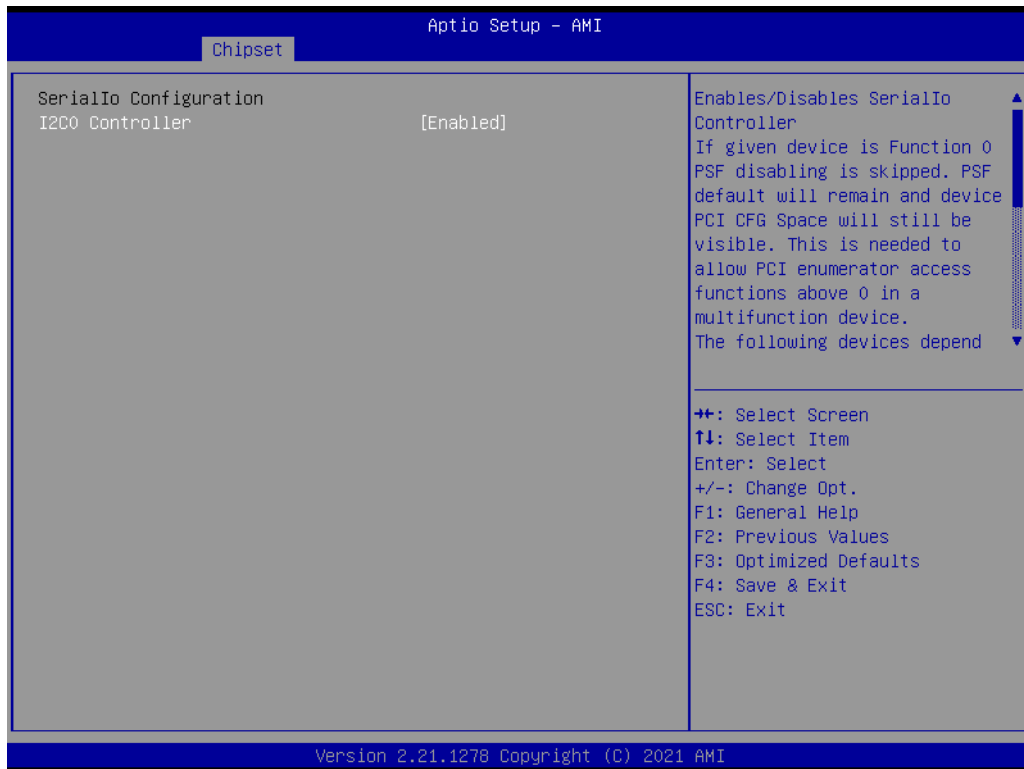 Aptio Setup – AMI
Chipset
SerialIo Configuration
I2C0 Controller [Enabled]
Enables/Disables SerialIo
Controller
If given device is Function 0
PSF disabling is skipped. PSF
default will remain and device
PCI CFG Space will still be
visible. This is needed to
allow PCI enumerator access
functions above 0 in a
multifunction device.
The following devices depend
→←: Select Screen
↑↓: Select Item
Enter: Select
+/-: Change Opt.
F1: General Help
F2: Previous Values
F3: Optimized Defaults
F4: Save & Exit
ESC: Exit
Version 2.21.1278 Copyright (C) 2021 AMI